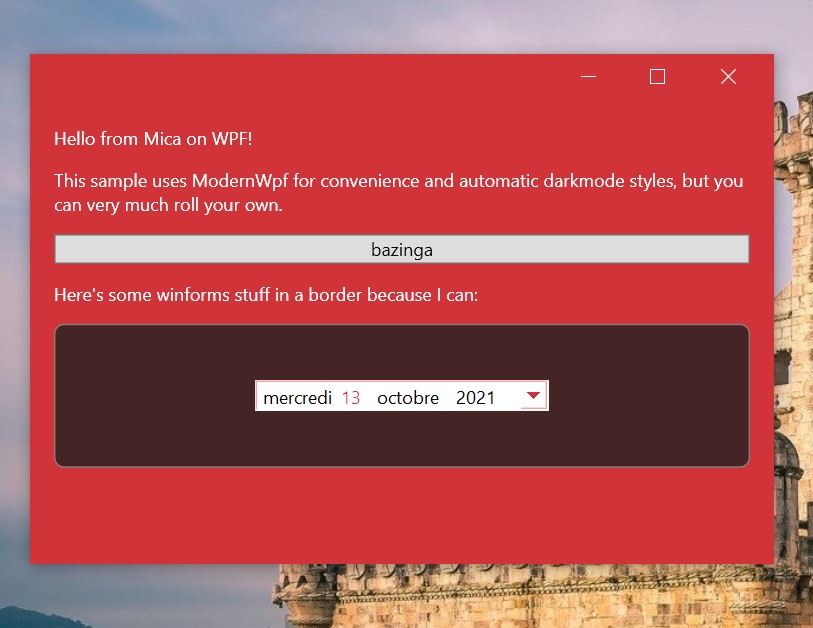 Hello from Mica on WPF!
This sample uses ModernWpf for convenience and automatic darkmode styles, but you
can very much roll your own.
bazinga
Here's some winforms stuff in a border because I can:
mercredi 13 octobre 2021